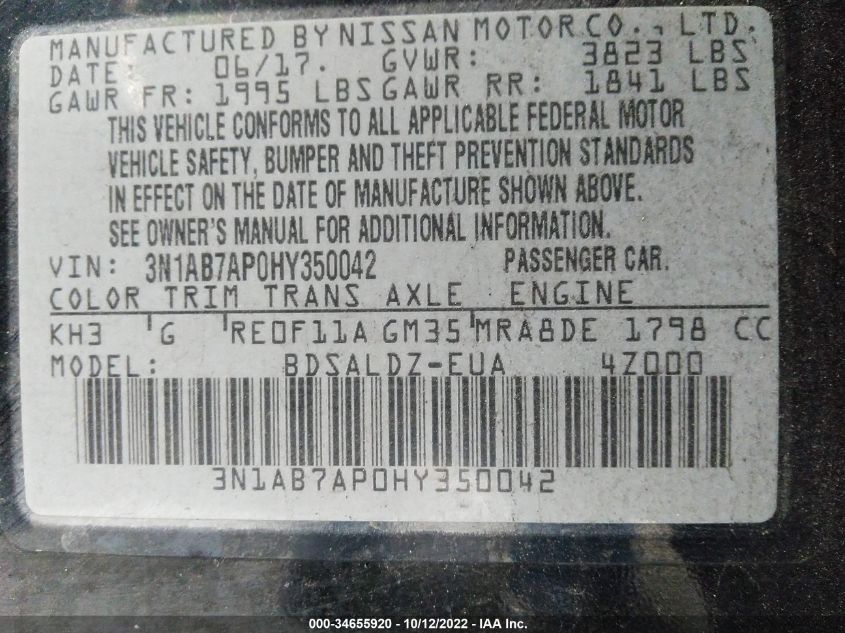 MANUFACTURED BY NISSAN MOTOR CO., LTD.
DATE 06/17. GVWR: 3823 LBS
GAWR FR: 1995 LBS GAWR RR: 1841 LBS
THIS VEHICLE CONFORMS TO ALL APPLICABLE FEDERAL MOTOR
VEHICLE SAFETY, BUMPER AND THEFT PREVENTION STANDARDS
IN EFFECT ON THE DATE OF MANUFACTURE SHOWN ABOVE.
SEE OWNER'S MANUAL FOR ADDITIONAL INFORMATION.
VIN: 3N1AB7AP0HY350042 PASSENGER CAR.
COLOR TRIM TRANS AXLE ENGINE
KH3 G RE0F11A GM35 MRA8DE 1798 CC
MODEL: BDSALDZ-EUA 4Z000
3N1AB7AP0HY350042
000-34655920 - 10/12/2022 - IAA Inc.